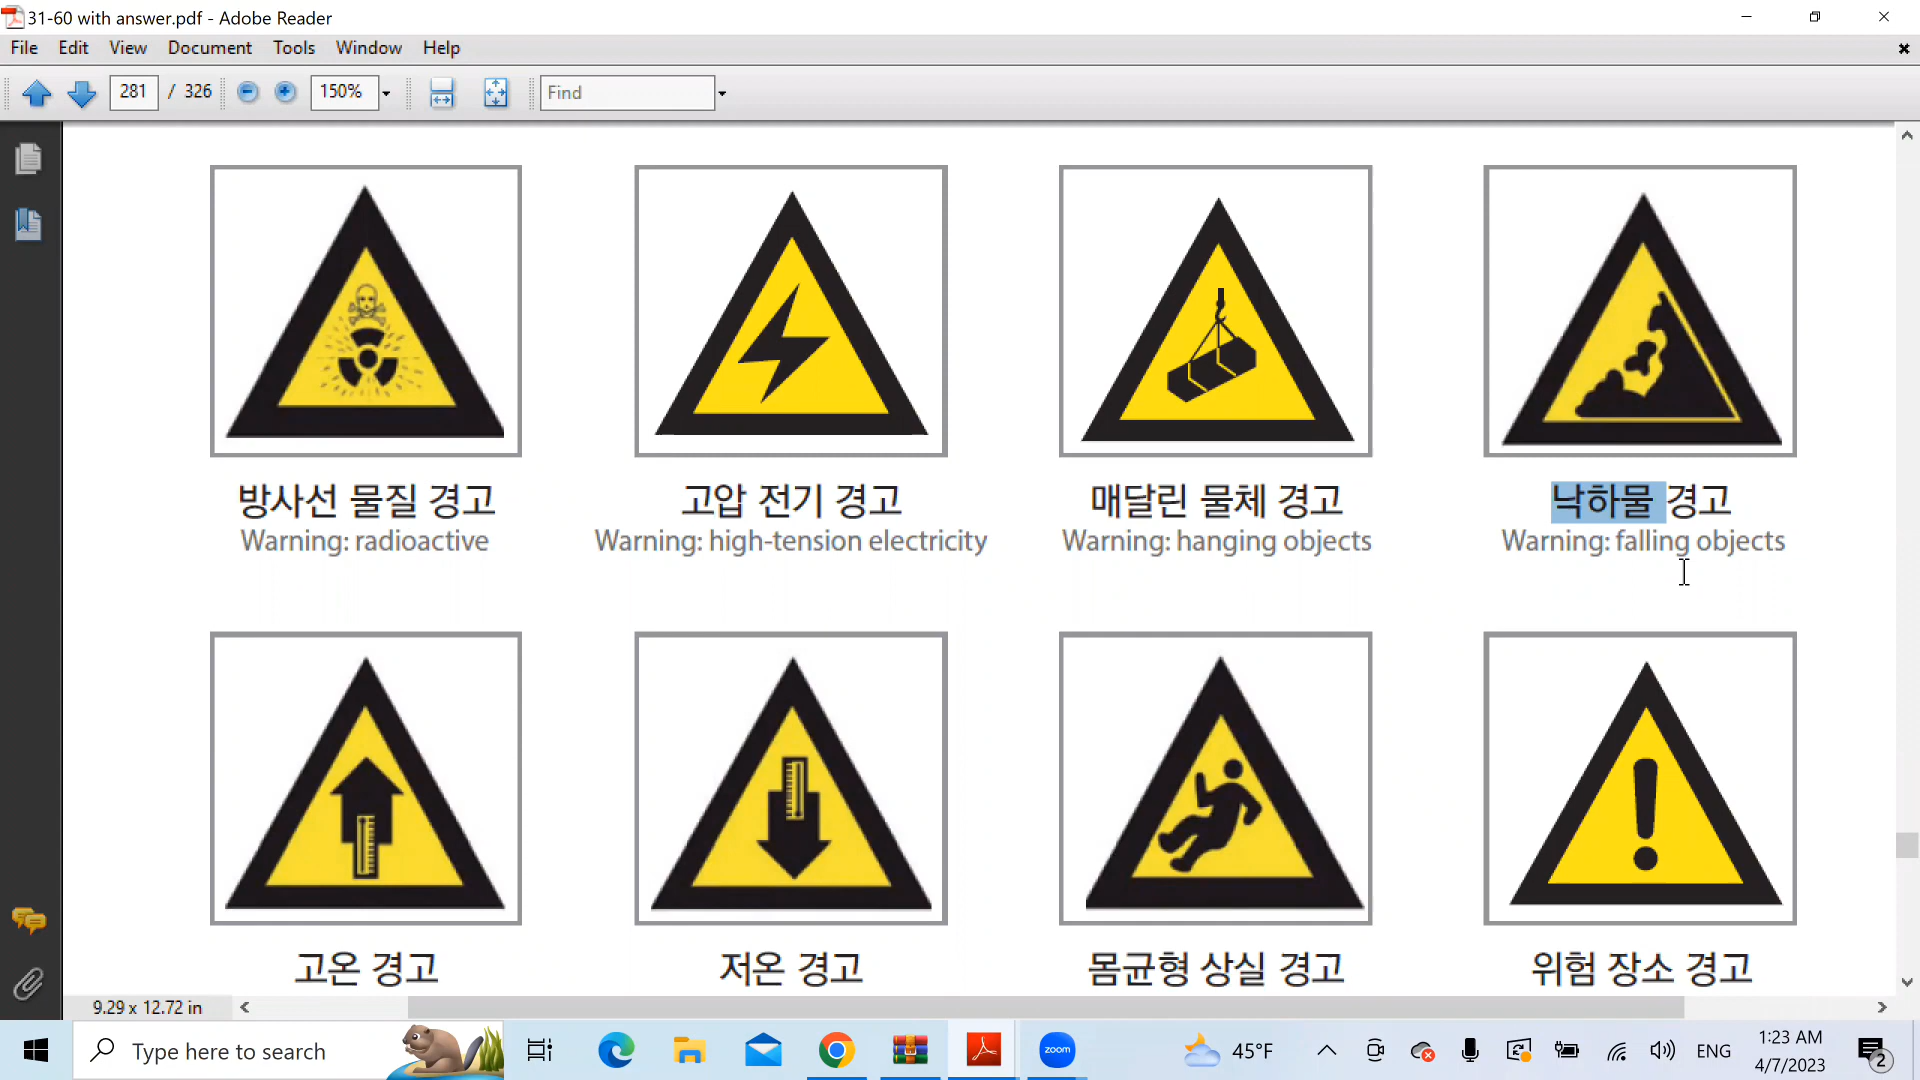 31-60 with answer.pdf - Adobe Reader
File Edit View Document Tools Window Help
281 / 326 150% Find
방사선 물질 경고
Warning: radioactive
고압 전기 경고
Warning: high-tension electricity
매달린 물체 경고
Warning: hanging objects
낙하물 경고
Warning: falling objects
고온 경고
저온 경고
몸균형 상실 경고
위험 장소 경고
9.29 x 12.72 in
Type here to search
zoom
45°F
ENG
1:23 AM
4/7/2023
2